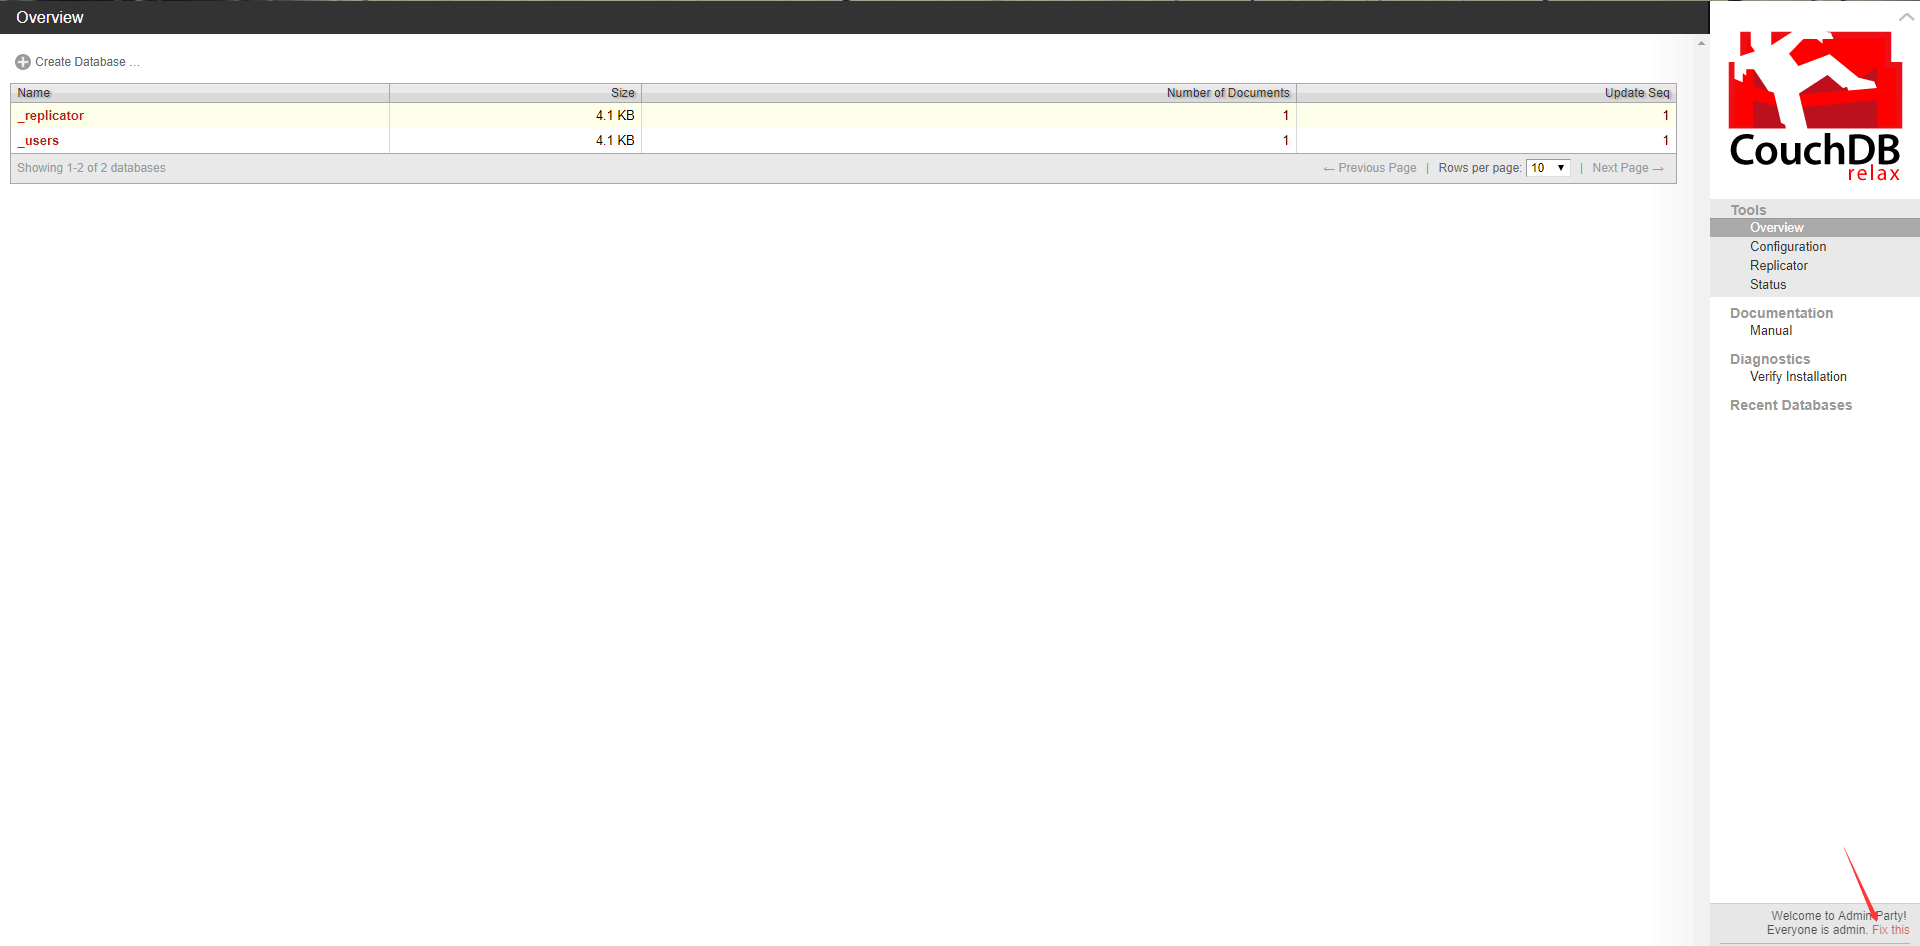 Overview
Create Database ...
Name Size Number of Documents Update Seq
_replicator 4.1 KB 1 1
_users 4.1 KB 1 1
Showing 1-2 of 2 databases ← Previous Page | Rows per page: 10 | Next Page →
CouchDB
relax
Tools
Overview
Configuration
Replicator
Status
Documentation
Manual
Diagnostics
Verify Installation
Recent Databases
Welcome to Admin Party!
Everyone is admin. Fix this